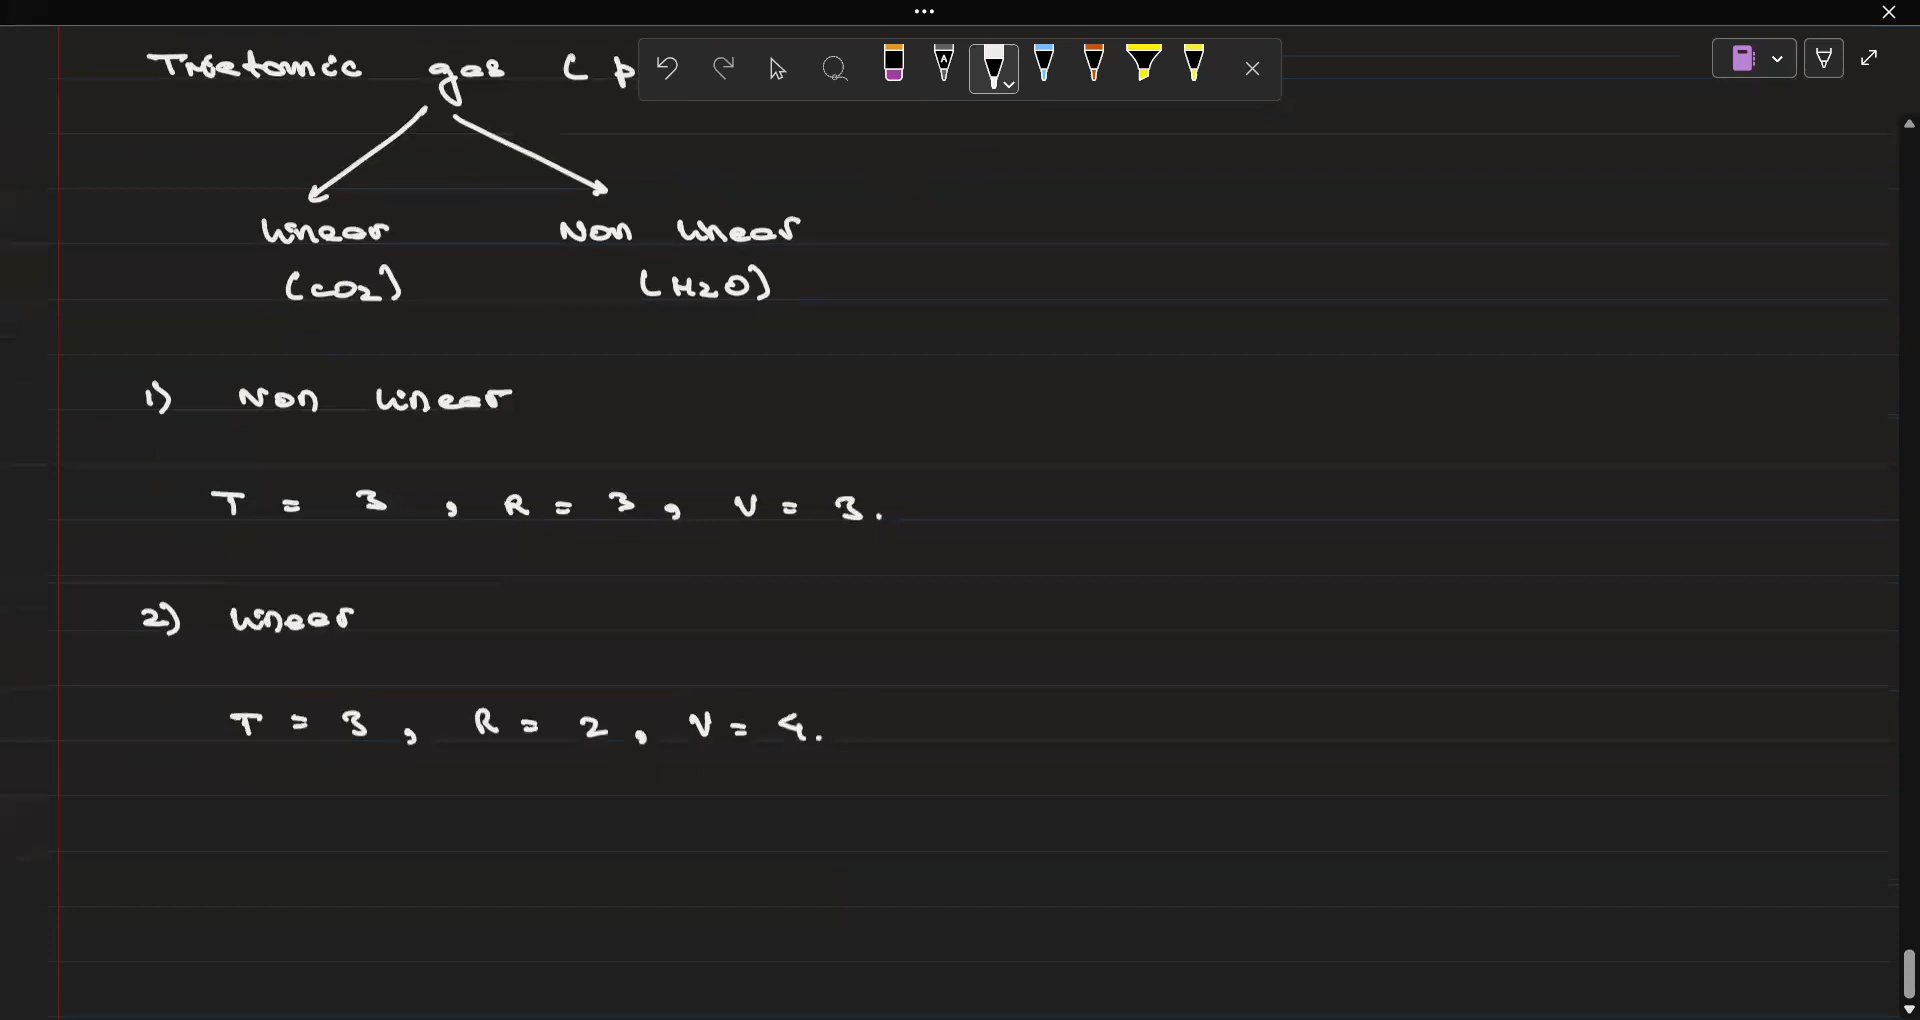 Triatomic gas ( p
Linear Non linear
(CO2) (H2O)
1) Non linear
T = 3 , R = 3 , V = 3 .
2) Linear
T = 3 , R = 2 , V = 4 .